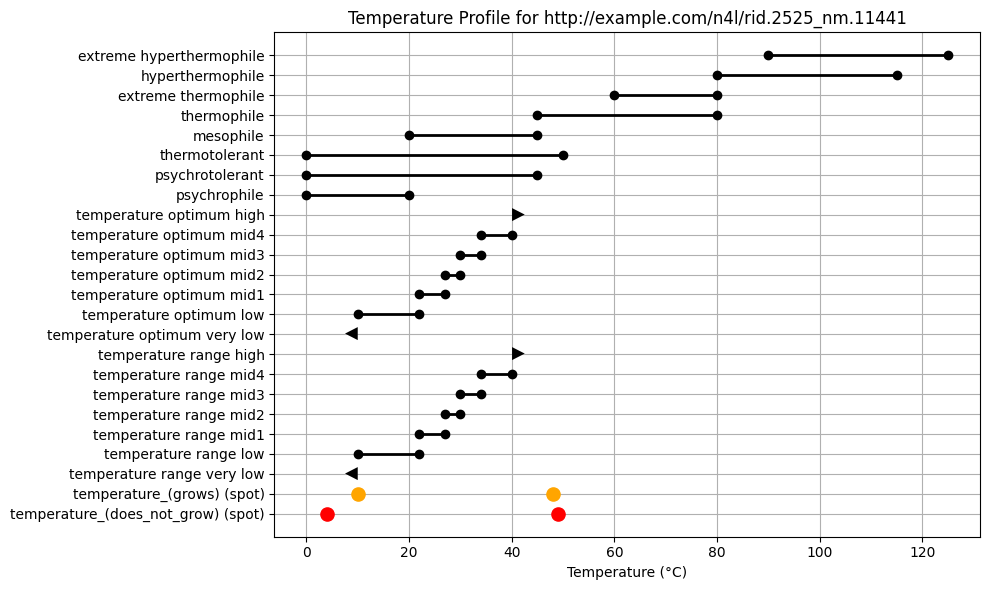 Temperature Profile for http://example.com/n4l/rid.2525_nm.11441
extreme hyperthermophile
hyperthermophile
extreme thermophile
thermophile
mesophile
thermotolerant
psychrotolerant
psychrophile
temperature optimum high
temperature optimum mid4
temperature optimum mid3
temperature optimum mid2
temperature optimum mid1
temperature optimum low
temperature optimum very low
temperature range high
temperature range mid4
temperature range mid3
temperature range mid2
temperature range mid1
temperature range low
temperature range very low
temperature_(grows) (spot)
temperature_(does_not_grow) (spot)
0 20 40 60 80 100 120
Temperature (°C)